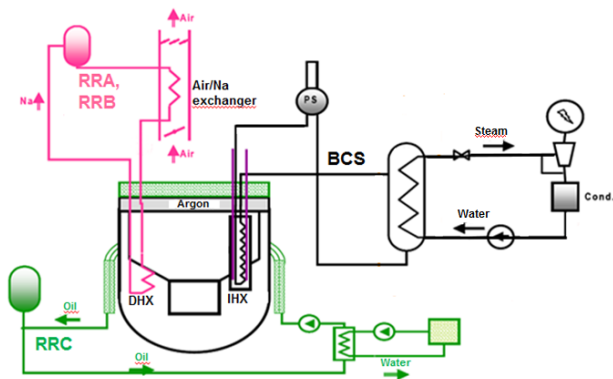 Air
RRA,
RRB
Na
Air/Na
exchanger
Air
PS
BCS
Steam
Cond.
Water
Argon
DHX
IHX
Oil
RRC
Oil
Water